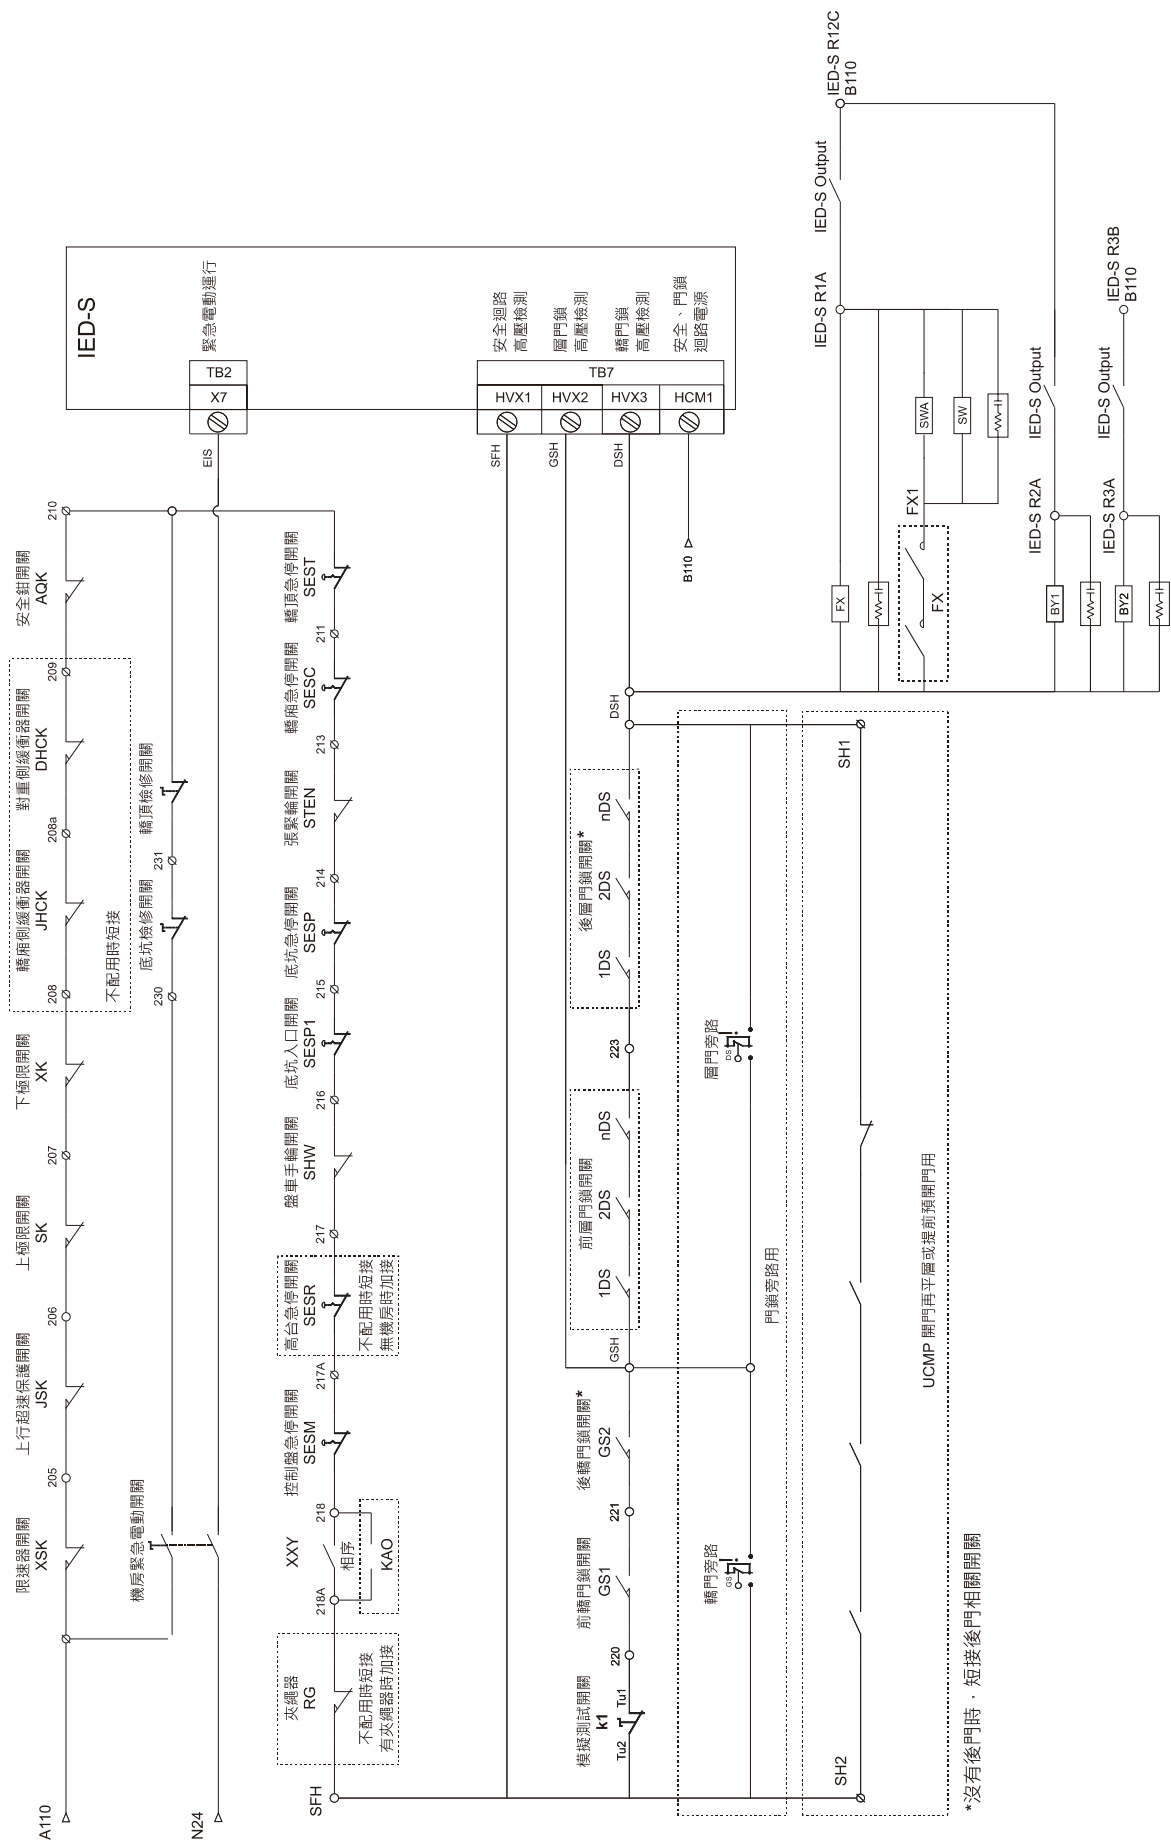 A110
限速器開關
XSK
205
上行超速保護開關
JSK
206
上極限開關
SK
207
下極限開關
XK
208
轎廂側緩衝器開關
JHCK
208a
對重側緩衝器開關
DHCK
209
不配用時短接
安全鉗開關
AQK
210
機房緊急電動開關
230
底坑檢修開關
231
轎頂檢修開關
N24
EIS
IED-S
緊急電動運行
TB2
X7
SFH
夾繩器
RG
不配用時短接
有夾繩器時加接
218A
XXY
相序
KAO
218
控制盤急停開關
SESM
217A
高台急停開關
SESR
不配用時短接
無機房時加接
217
盤車手輪開關
SHW
216
底坑入口開關
SESP1
215
底坑急停開關
SESP
214
張緊輪開關
STEN
213
轎廂急停開關
SESC
211
轎頂急停開關
SEST
安全迴路
高壓檢測
層門鎖
高壓檢測
轎門鎖
高壓檢測
安全、門鎖
迴路電源
TB7
HVX1
HVX2
HVX3
HCM1
SFH
GSH
DSH
B110
模擬測試開關
k1
Tu2
Tu1
220
前轎門鎖開關
GS1
221
後轎門鎖開關*
GS2
GSH
前層門鎖開關
1DS
2DS
nDS
223
後層門鎖開關*
1DS
2DS
nDS
DSH
轎門旁路
GS
層門旁路
DS
門鎖旁路用
SH2
SH1
UCMP 開門再平層或提前預開門用
IED-S R12C
B110
IED-S Output
IED-S R1A
FX
FX
FX1
SWA
SW
IED-S Output
IED-S R2A
BY1
IED-S R3B
B110
IED-S Output
IED-S R3A
BY2
*沒有後門時，短接後門相關開關